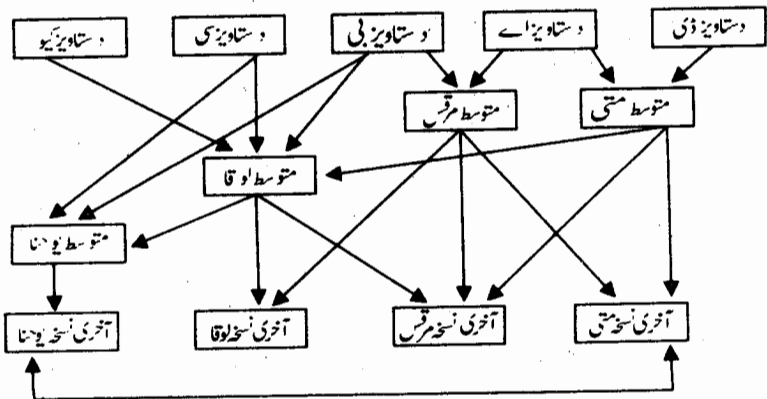 دستاویز ڈی
دستاویز اے
دستاویز بی
دستاویز سی
دستاویز کیو
متوسط متی
متوسط مرقس
متوسط لوقا
متوسط یوحنا
آخری نسخہ متی
آخری نسخہ مرقس
آخری نسخہ لوقا
آخری نسخہ یوحنا